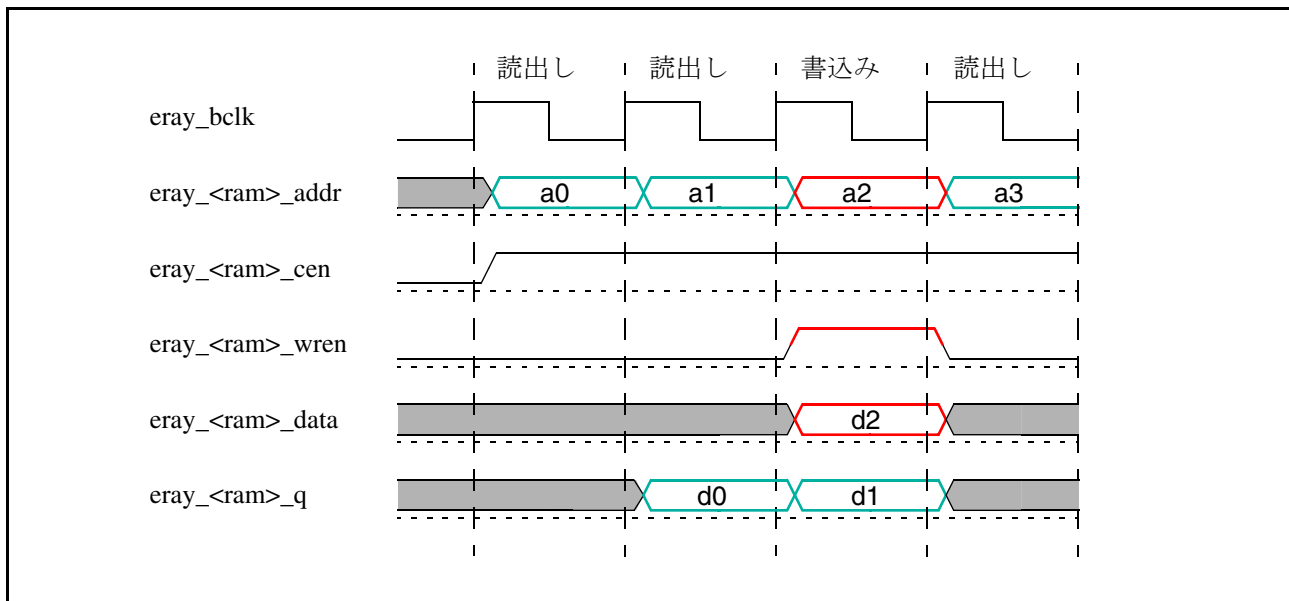 読出し 読出し 書込み 読出し
eray_bclk
eray_<ram>_addr a0 a1 a2 a3
eray_<ram>_cen
eray_<ram>_wren
eray_<ram>_data d2
eray_<ram>_q d0 d1